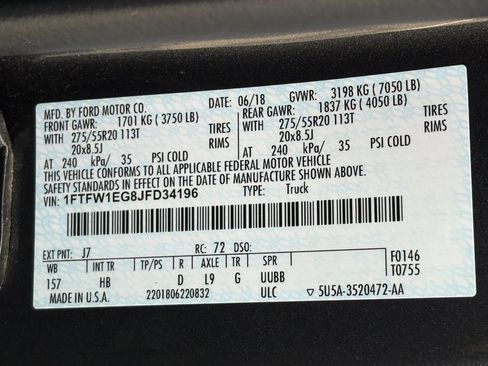 MFD. BY FORD MOTOR CO. DATE: 06/18 GVWR: 3198 KG ( 7050 LB)
FRONT GAWR: 1701 KG ( 3750 LB) REAR GAWR: 1837 KG ( 4050 LB)
WITH 275/55R20 113T TIRES WITH 275/55R20 113T TIRES
20x8.5J RIMS 20x8.5J RIMS
AT 240 kPa/ 35 PSI COLD AT 240 kPa/ 35 PSI COLD
THIS VEHICLE CONFORMS TO ALL APPLICABLE FEDERAL MOTOR VEHICLE
SAFETY STANDARDS IN EFFECT ON THE DATE OF MANUFACTURE SHOWN ABOVE.
VIN: 1FTFW1EG8JFD34196 TYPE: Truck
EXT PNT: J7 RC: 72 DSO:
WB INT TR TP/PS R AXLE TR SPR F0146
157 HB D L9 G UUBB T0755
MADE IN U.S.A. 2201806220832 ULC ▽ 5U5A-3520472-AA